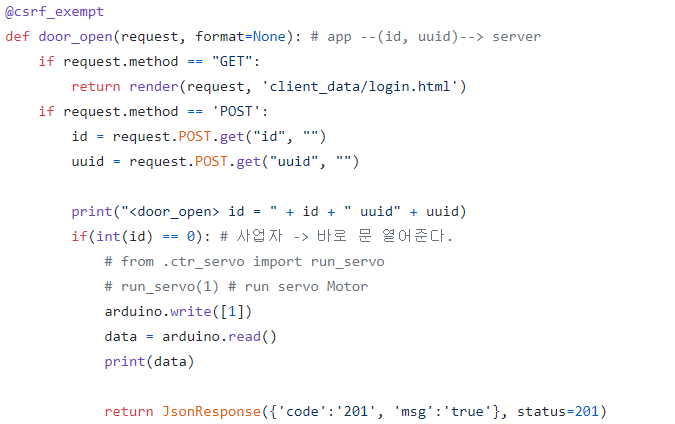 @csrf_exempt
def door_open(request, format=None): # app --(id, uuid)--> server
    if request.method == "GET":
        return render(request, 'client_data/login.html')
    if request.method == 'POST':
        id = request.POST.get("id", "")
        uuid = request.POST.get("uuid", "")

        print("<door_open> id = " + id + " uuid" + uuid)
        if(int(id) == 0): # 사업자 -> 바로 문 열어준다.
            # from .ctr_servo import run_servo
            # run_servo(1) # run servo Motor
            arduino.write([1])
            data = arduino.read()
            print(data)

            return JsonResponse({'code':'201', 'msg':'true'}, status=201)